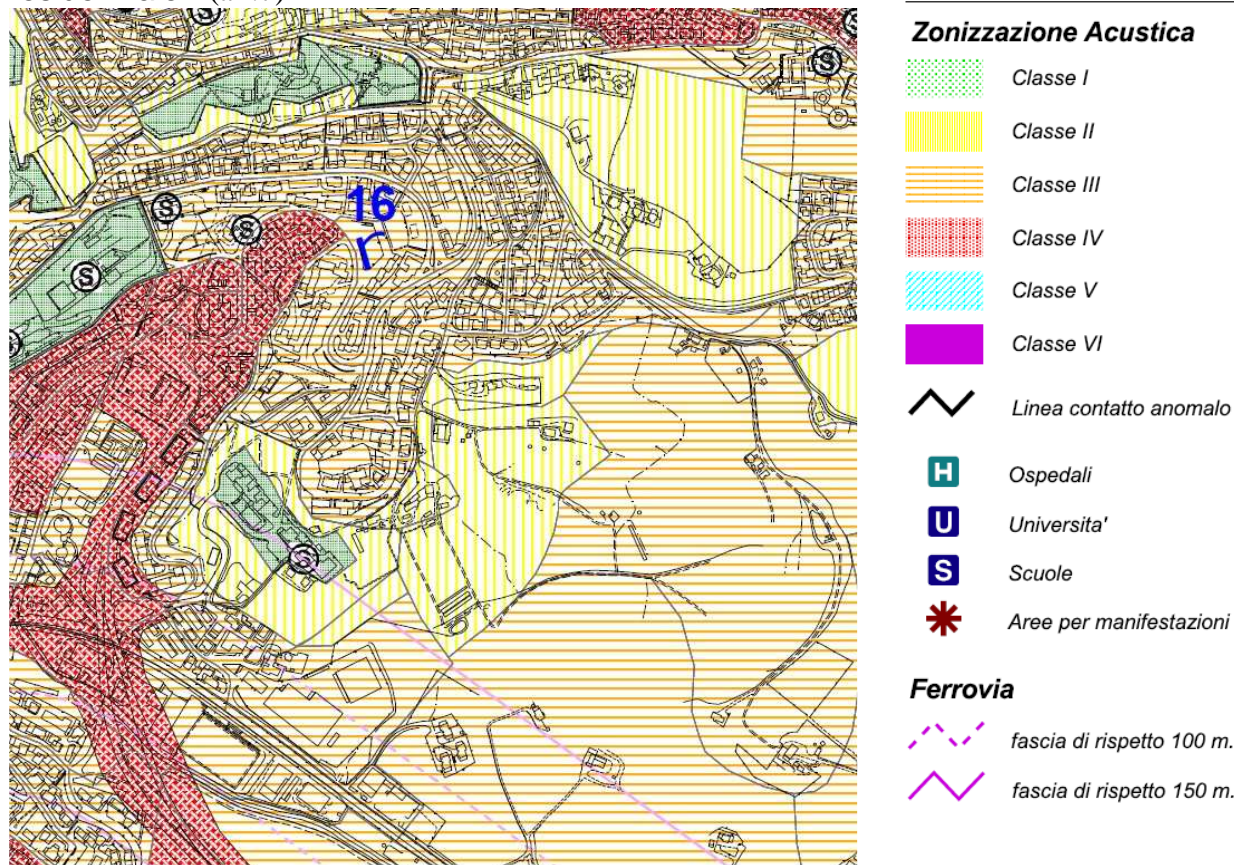 16
r
S
S
S
S
S
S
S
Zonizzazione Acustica
Classe I
Classe II
Classe III
Classe IV
Classe V
Classe VI
Linea contatto anomalo
H Ospedali
U Universita'
S Scuole
Aree per manifestazioni
Ferrovia
fascia di rispetto 100 m.
fascia di rispetto 150 m.